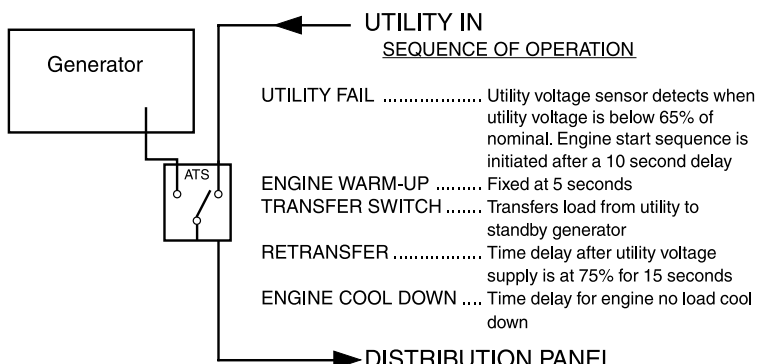 UTILITY IN
SEQUENCE OF OPERATION
Generator
UTILITY FAIL ................... Utility voltage sensor detects when
utility voltage is below 65% of
nominal. Engine start sequence is
initiated after a 10 second delay
ATS
ENGINE WARM-UP ......... Fixed at 5 seconds
TRANSFER SWITCH ...... Transfers load from utility to
standby generator
RETRANSFER .................. Time delay after utility voltage
supply is at 75% for 15 seconds
ENGINE COOL DOWN .... Time delay for engine no load cool
down
DISTRIBUTION PANEL